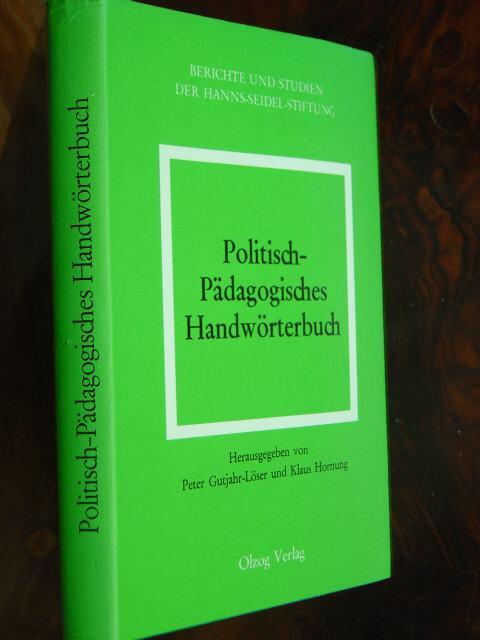 Politisch-Pädagogisches Handwörterbuch
BERICHTE UND STUDIEN
DER HANNS-SEIDEL-STIFTUNG
Politisch-
Pädagogisches
Handwörterbuch
Herausgegeben von
Peter Gutjahr-Löser und Klaus Hornung
Olzog Verlag